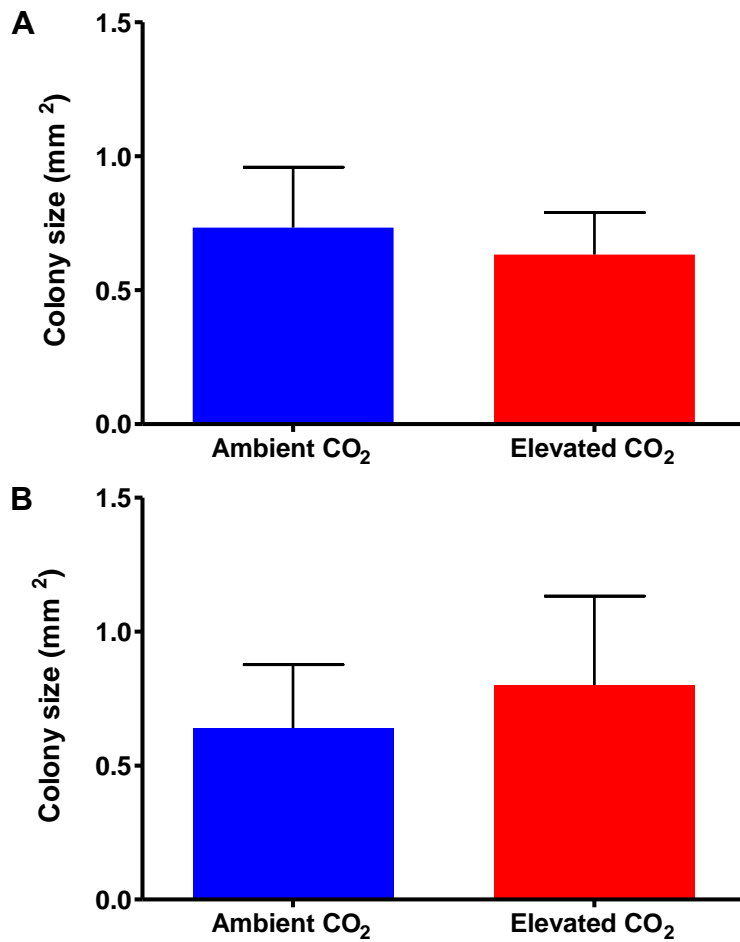 A
Colony size (mm ²)
1.5
1.0
0.5
0.0
Ambient CO₂ Elevated CO₂
B
Colony size (mm ²)
1.5
1.0
0.5
0.0
Ambient CO₂ Elevated CO₂